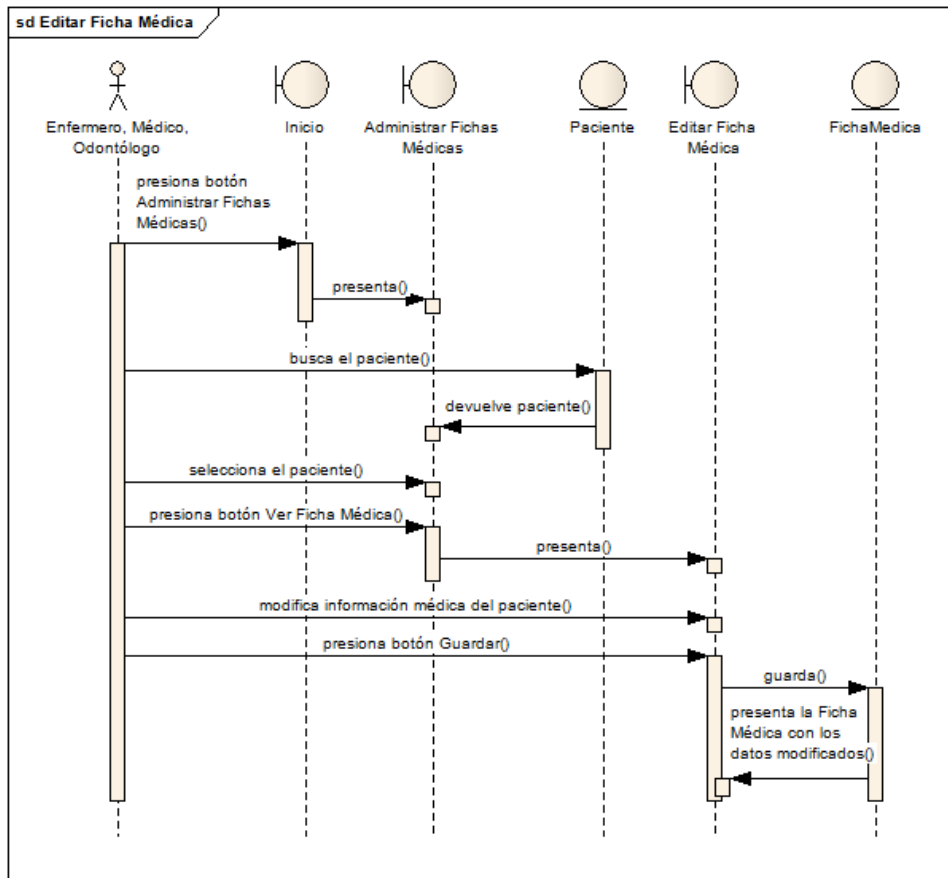 sd Editar Ficha Médica
Enfermero, Médico,
Odontólogo
Inicio
Administrar Fichas
Médicas
Paciente
Editar Ficha
Médica
FichaMedica
presiona botón
Administrar Fichas
Médicas()
presenta()
busca el paciente()
devuelve paciente()
selecciona el paciente()
presiona botón Ver Ficha Médica()
presenta()
modifica información médica del paciente()
presiona botón Guardar()
guarda()
presenta la Ficha
Médica con los
datos modificados()